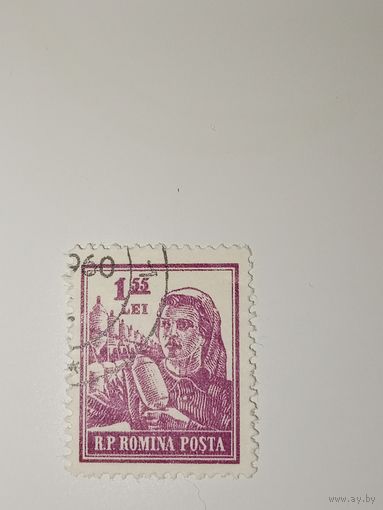 960
1 55
LEI
R.P. ROMINA POSTA
www.ay.by